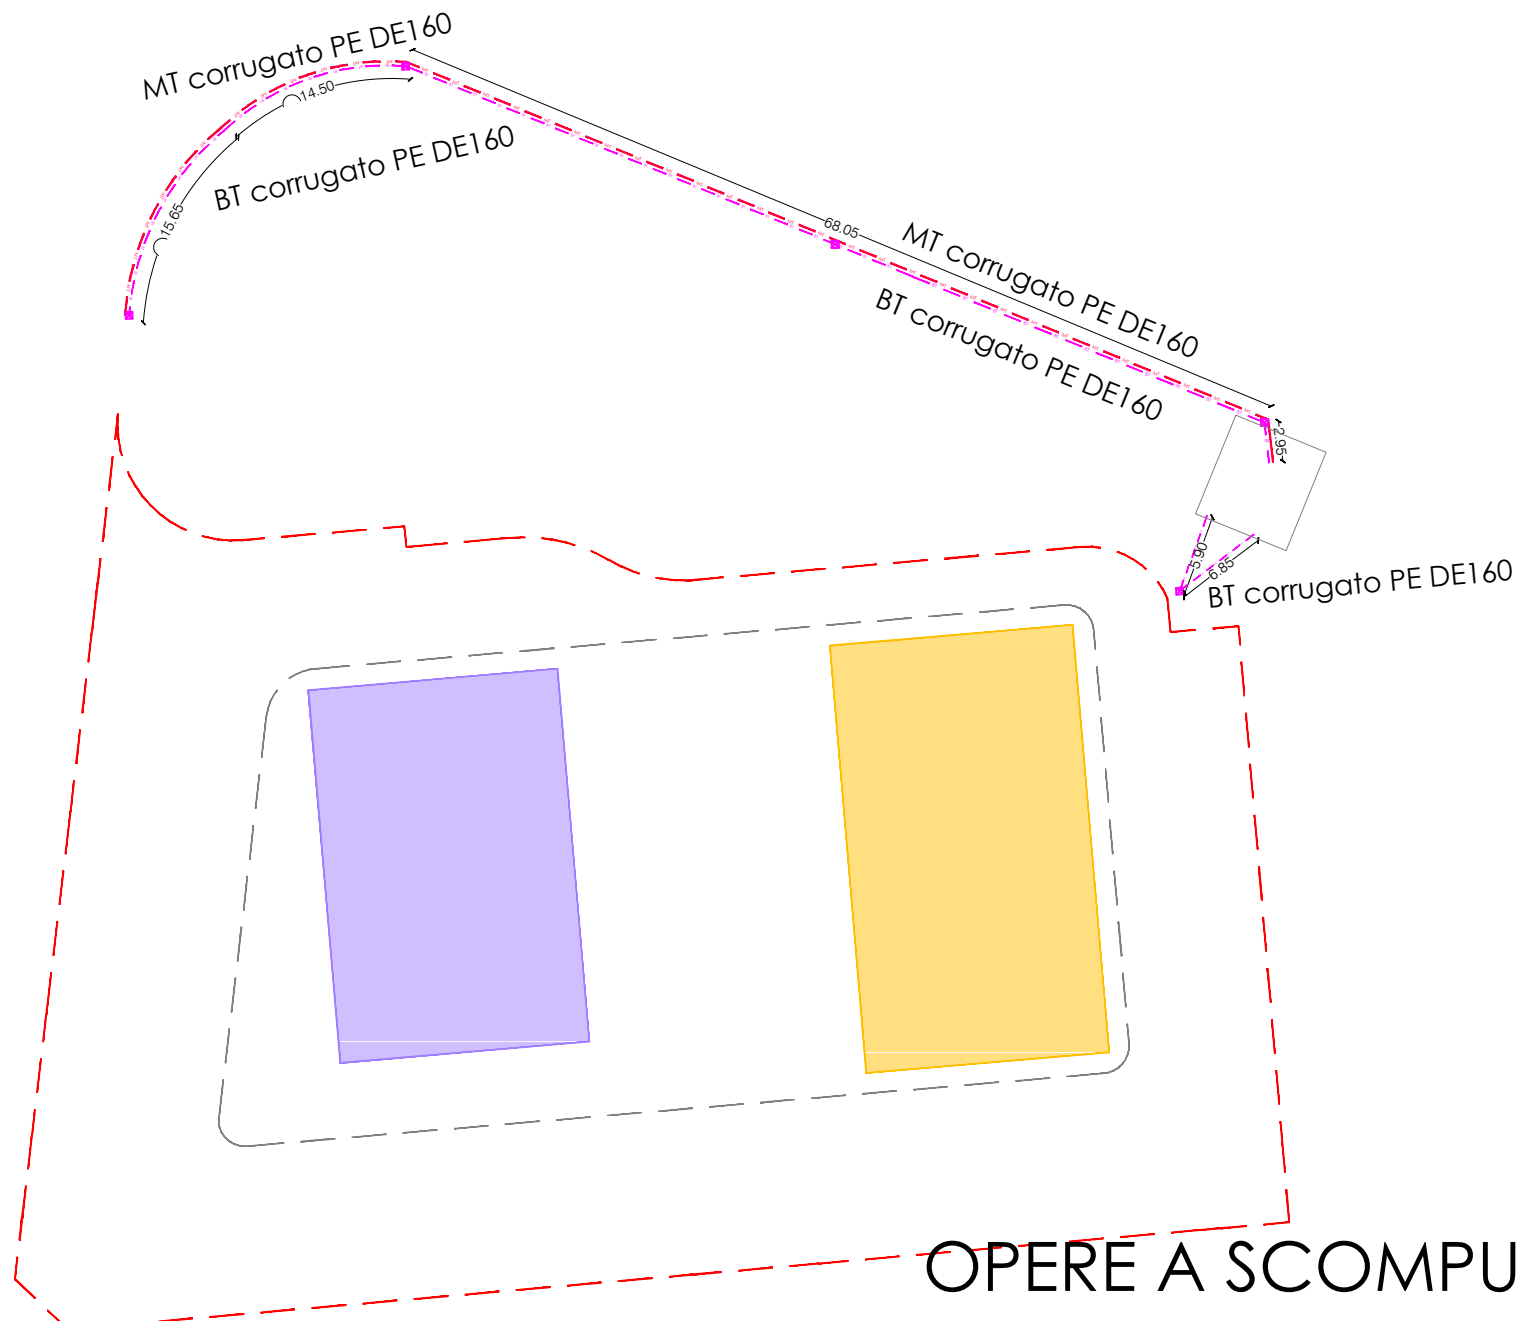 MT corrugato PE DE160
14.50
BT corrugato PE DE160
15.65
68.05
MT corrugato PE DE160
BT corrugato PE DE160
2.95
5.90
6.85
BT corrugato PE DE160
OPERE A SCOMPU